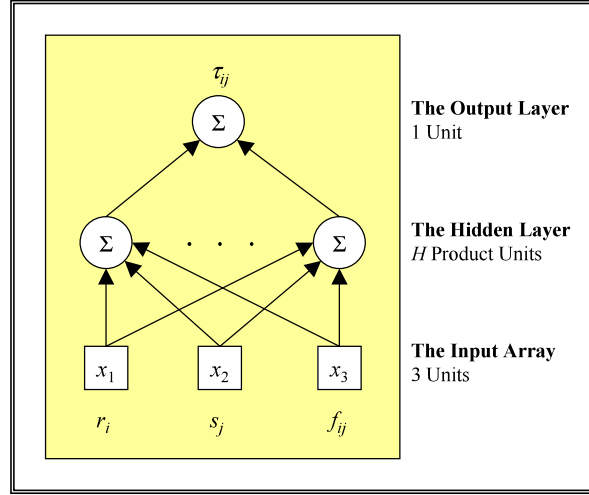 τij
Σ
The Output Layer
1 Unit
Σ . . . Σ
The Hidden Layer
H Product Units
x1 x2 x3
The Input Array
3 Units
ri sj fij